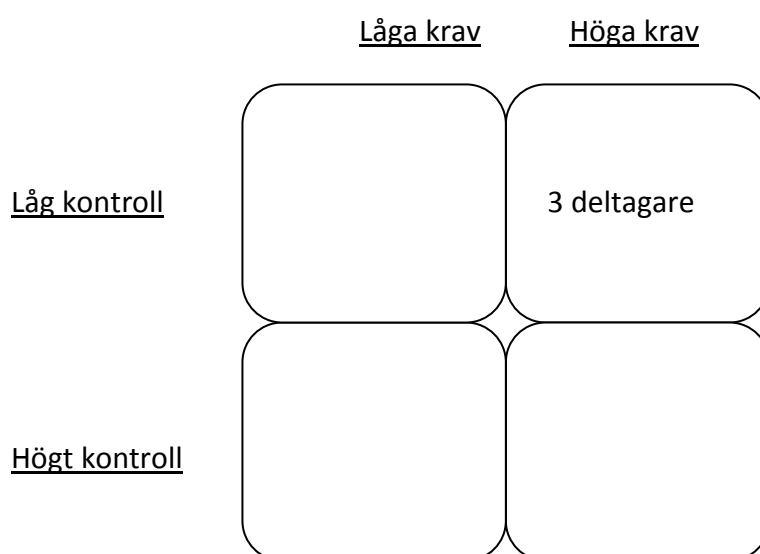 Låga krav Höga krav
Låg kontroll
3 deltagare
Högt kontroll